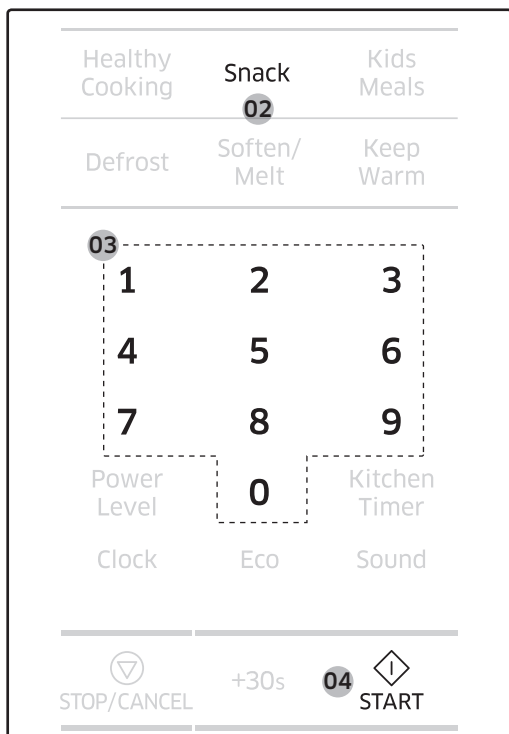 Healthy Cooking
Snack
Kids Meals
02
Defrost
Soften/ Melt
Keep Warm
03
1 2 3
4 5 6
7 8 9
Power Level
0
Kitchen Timer
Clock Eco Sound
STOP/CANCEL
+30s
04
START